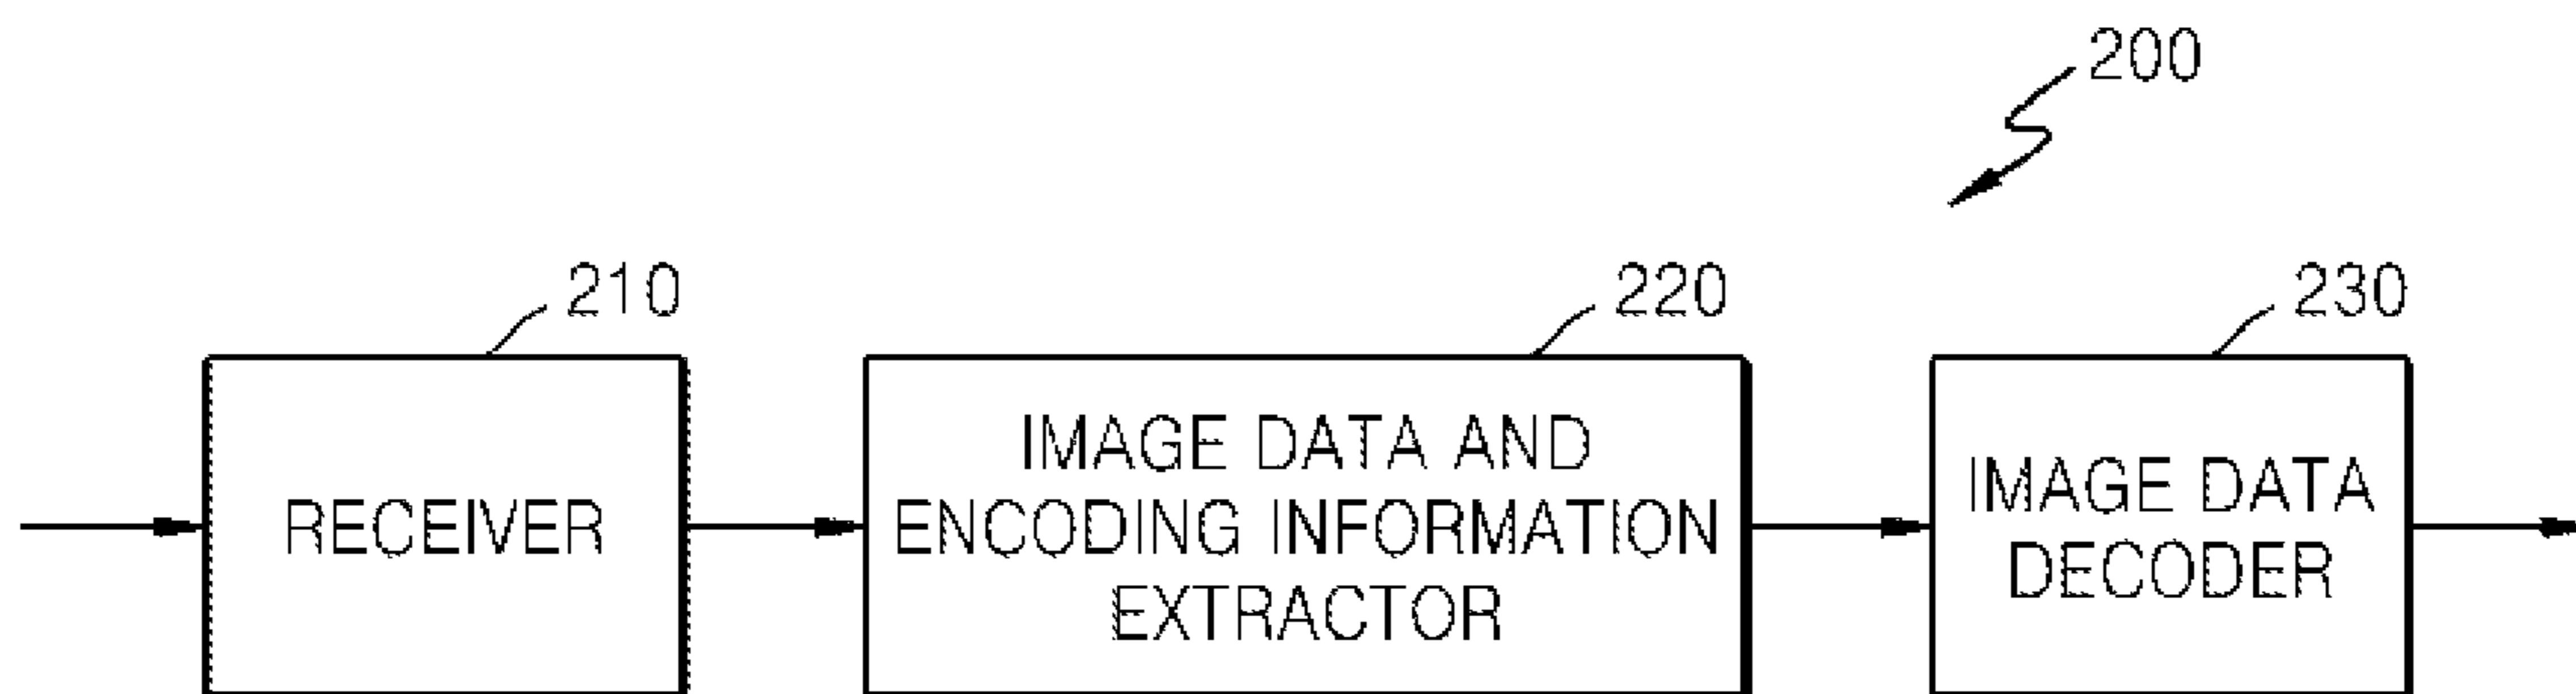 200
210
220
230
RECEIVER
IMAGE DATA AND
ENCODING INFORMATION
EXTRACTOR
IMAGE DATA
DECODER